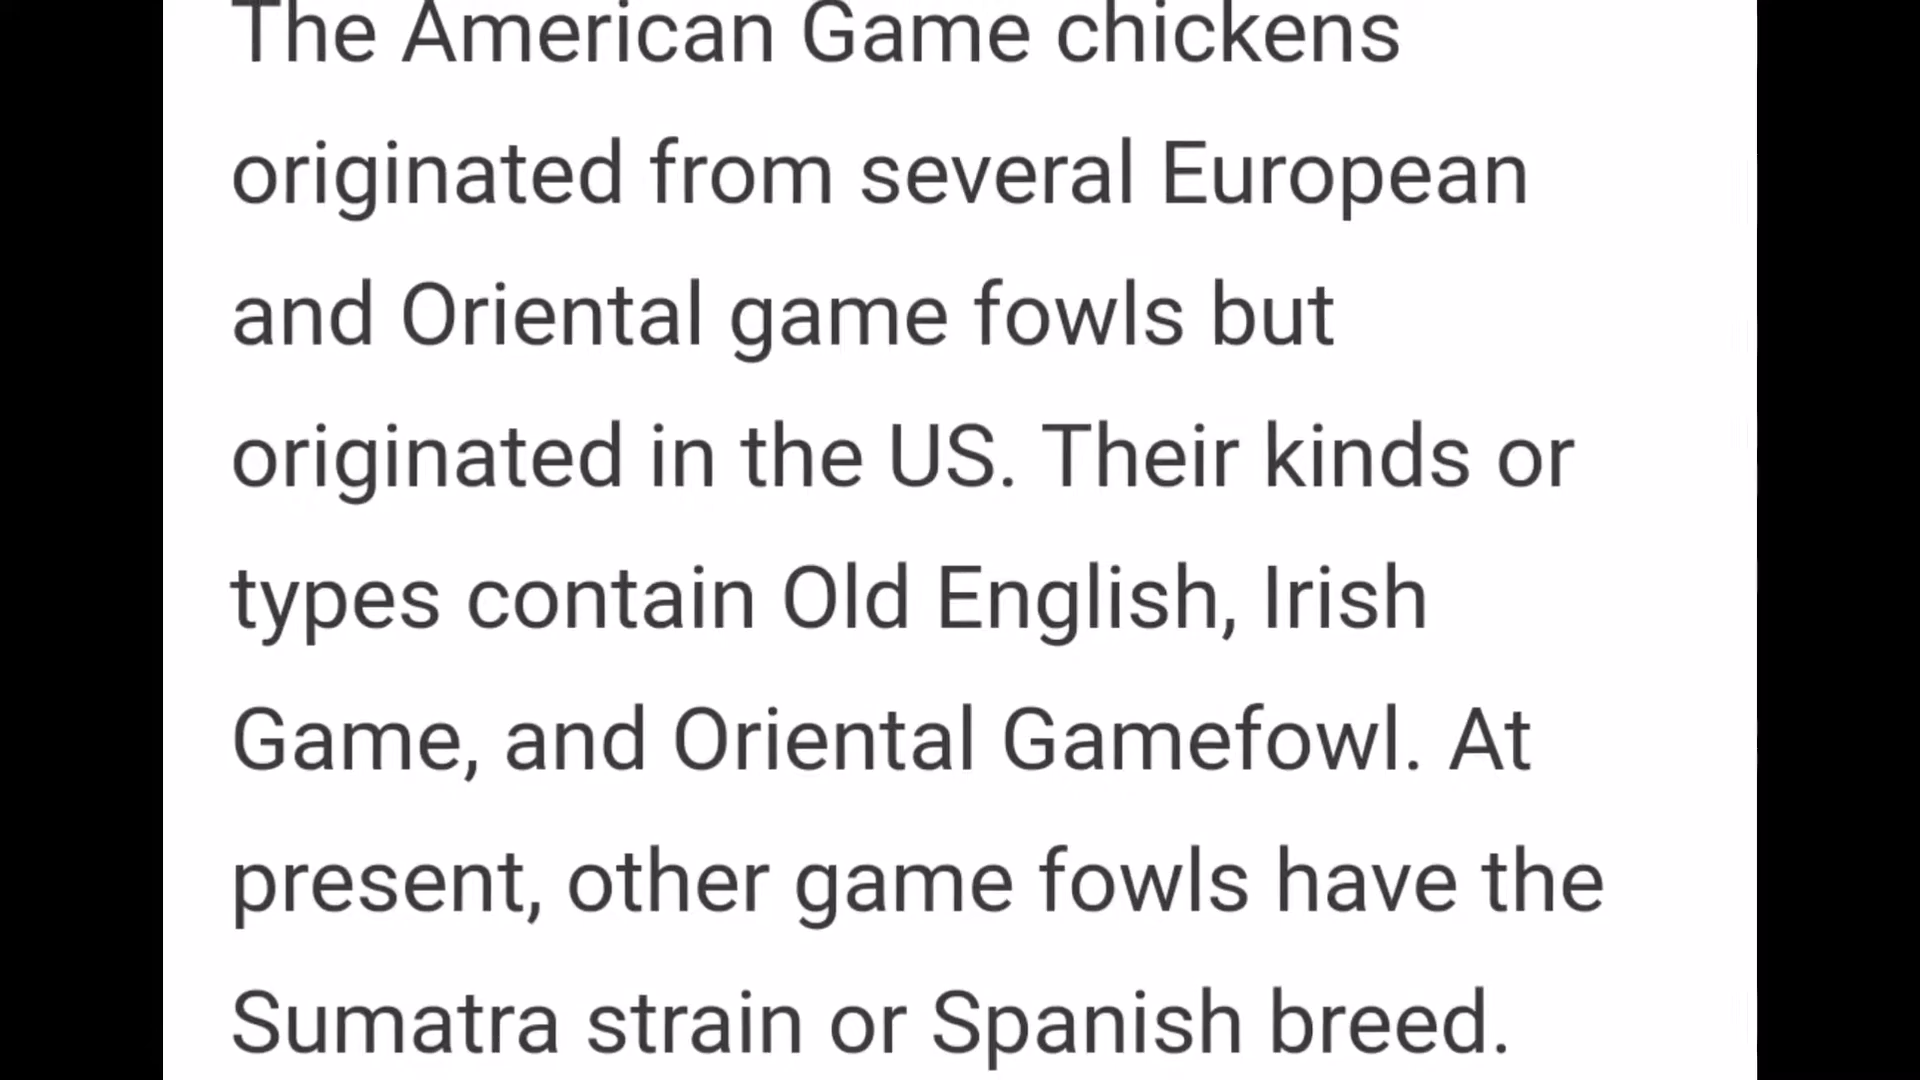 The American Game chickens
originated from several European
and Oriental game fowls but
originated in the US. Their kinds or
types contain Old English, Irish
Game, and Oriental Gamefowl. At
present, other game fowls have the
Sumatra strain or Spanish breed.